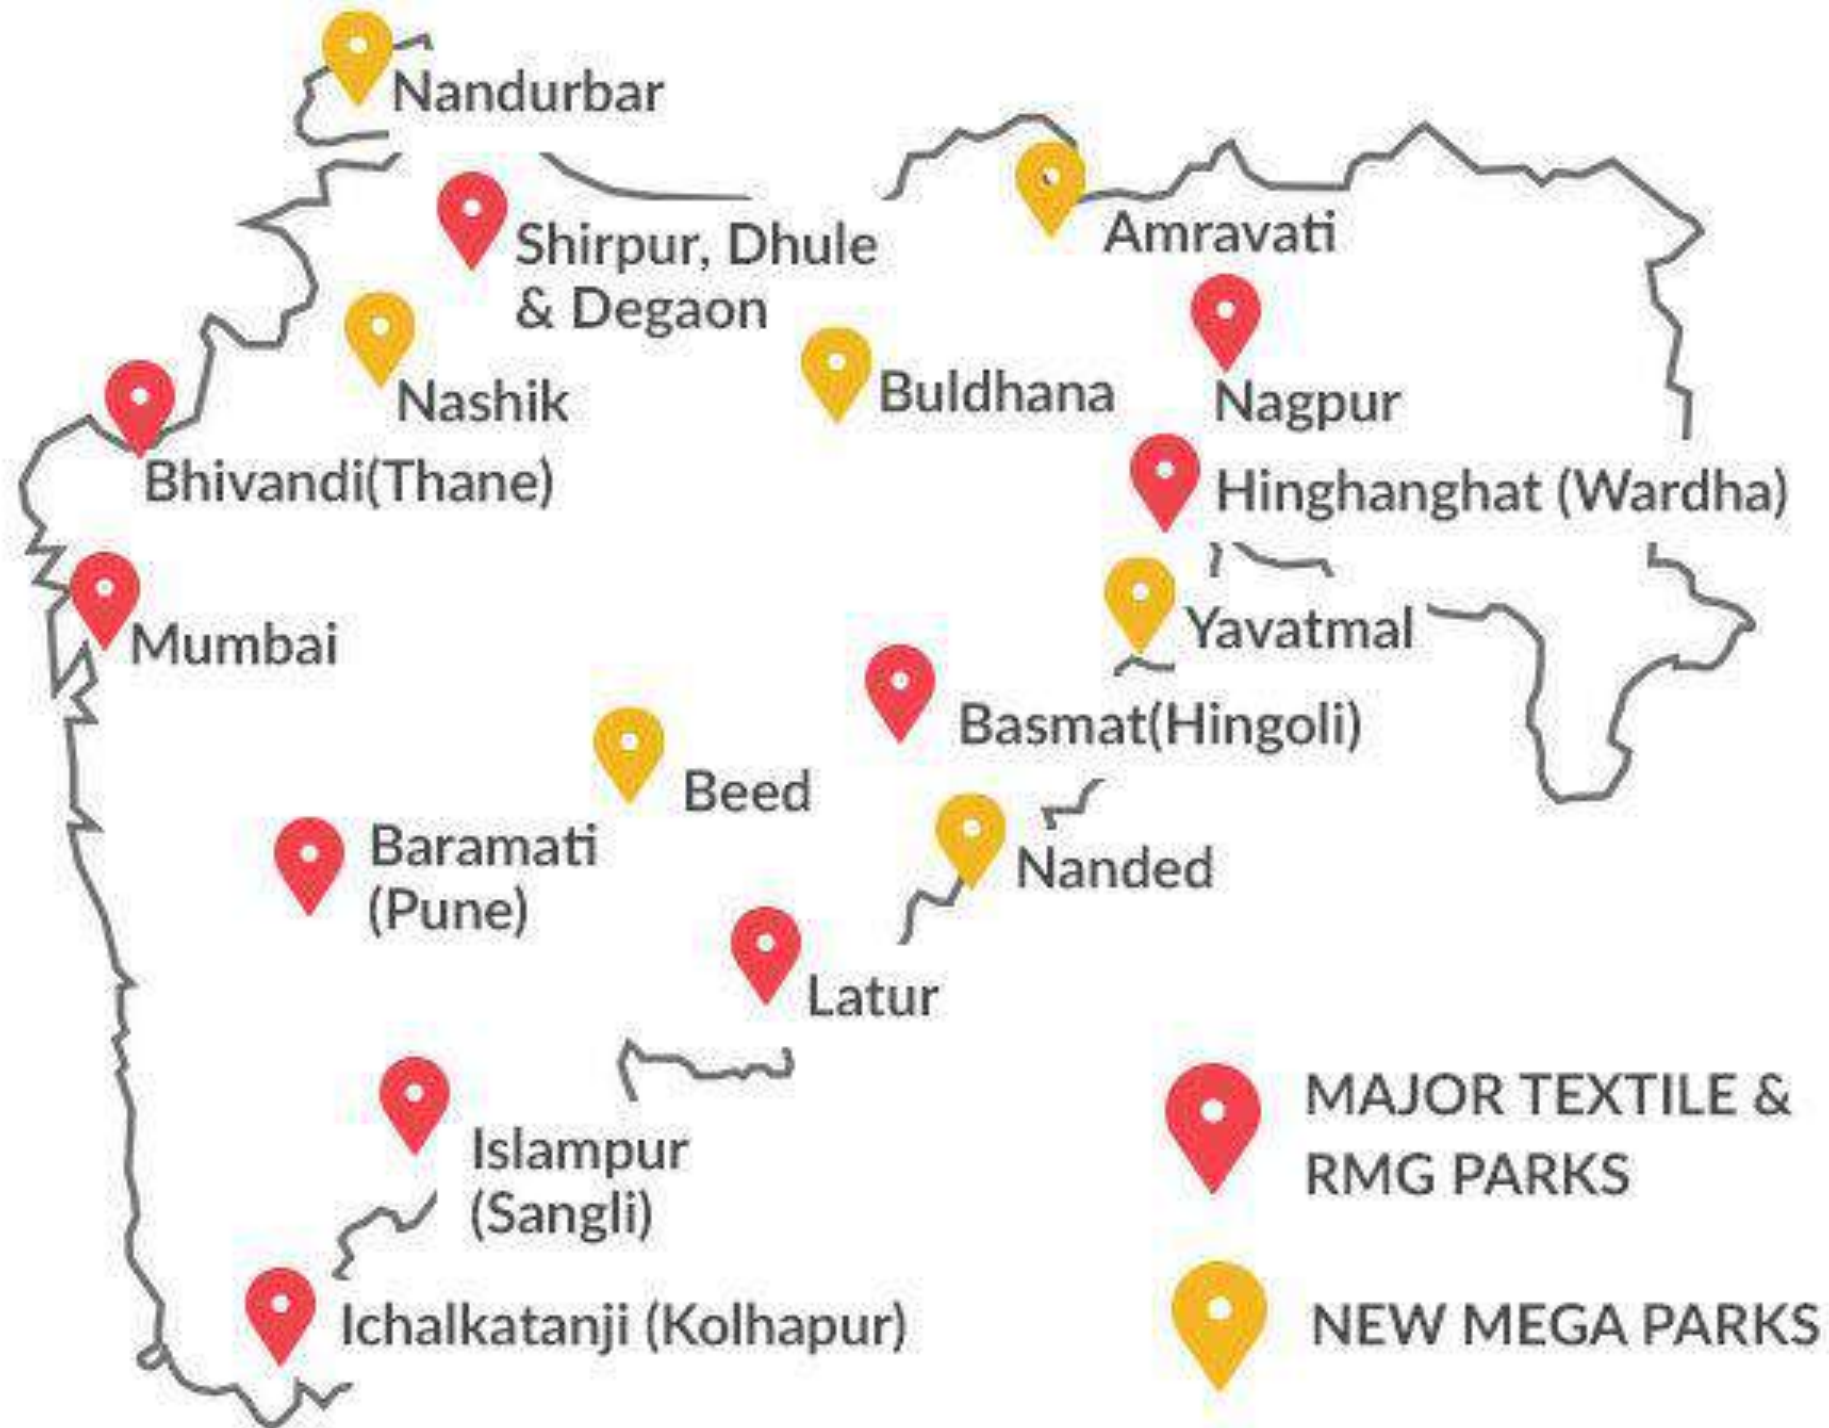 Nandurbar
Shirpur, Dhule
& Degaon
Amravati
Nashik
Buldhana
Nagpur
Bhivandi(Thane)
Hinghanghat (Wardha)
Mumbai
Yavatmal
Basmat(Hingoli)
Beed
Baramati
(Pune)
Nanded
Latur
Islampur
(Sangli)
Ichalkatanji (Kolhapur)
MAJOR TEXTILE &
RMG PARKS
NEW MEGA PARKS